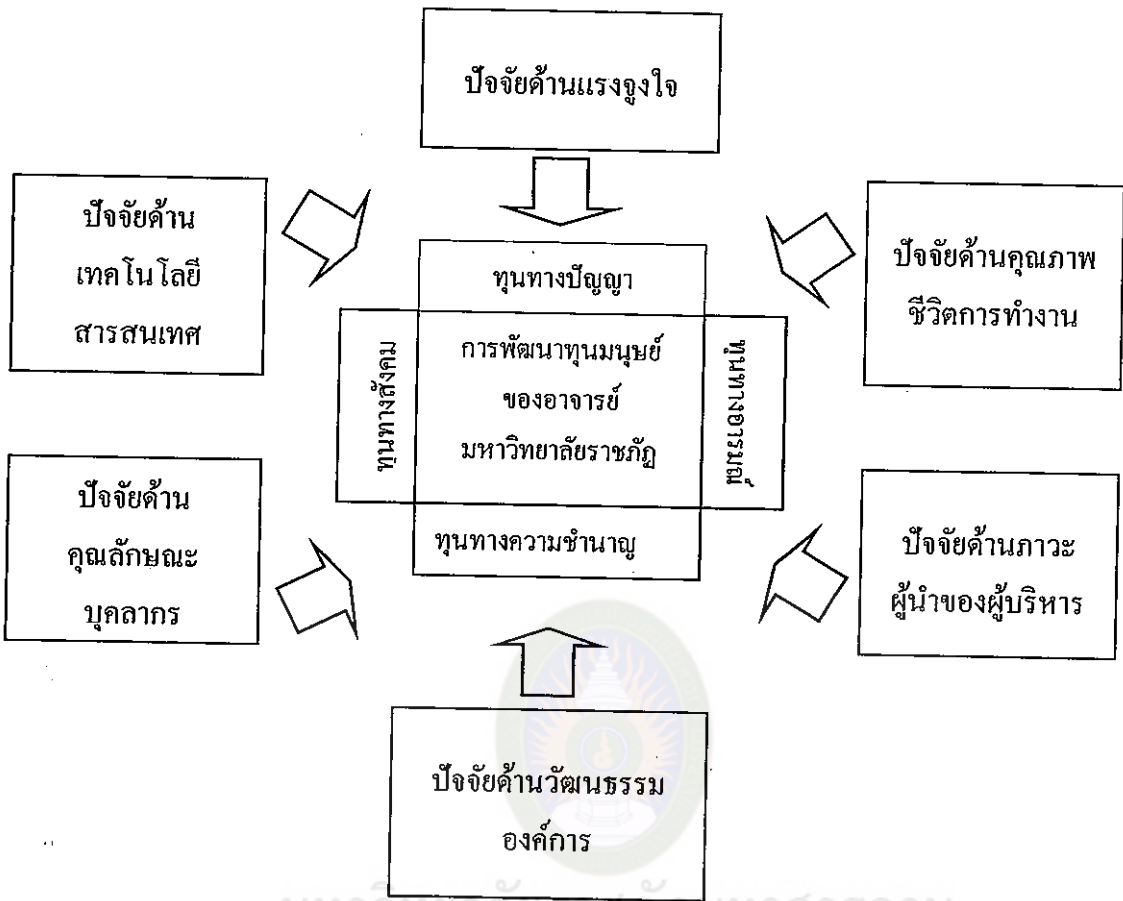 ปัจจัยด้านแรงจูงใจ
ปัจจัยด้าน
เทคโนโลยี
สารสนเทศ
ปัจจัยด้านคุณภาพ
ชีวิตการทำงาน
ทุนทางปัญญา
ทุนทางสังคม
การพัฒนาทุนมนุษย์
ของอาจารย์
มหาวิทยาลัยราชภัฏ
ทุนทางอารมณ์
ทุนทางความชำนาญ
ปัจจัยด้าน
คุณลักษณะ
บุคลากร
ปัจจัยด้านภาวะ
ผู้นำของผู้บริหาร
ปัจจัยด้านวัฒนธรรม
องค์การ